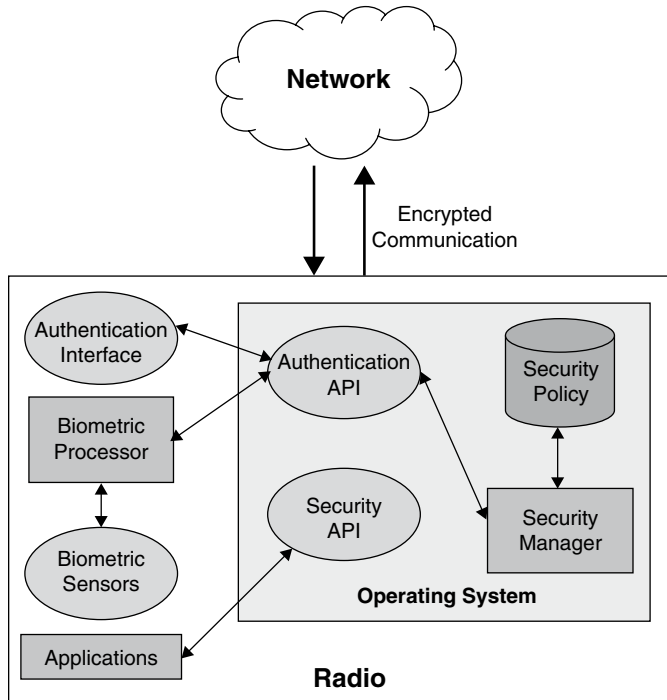 Network
Encrypted
Communication
Authentication
Interface
Authentication
API
Security
Policy
Biometric
Processor
Security
API
Security
Manager
Biometric
Sensors
Operating System
Applications
Radio